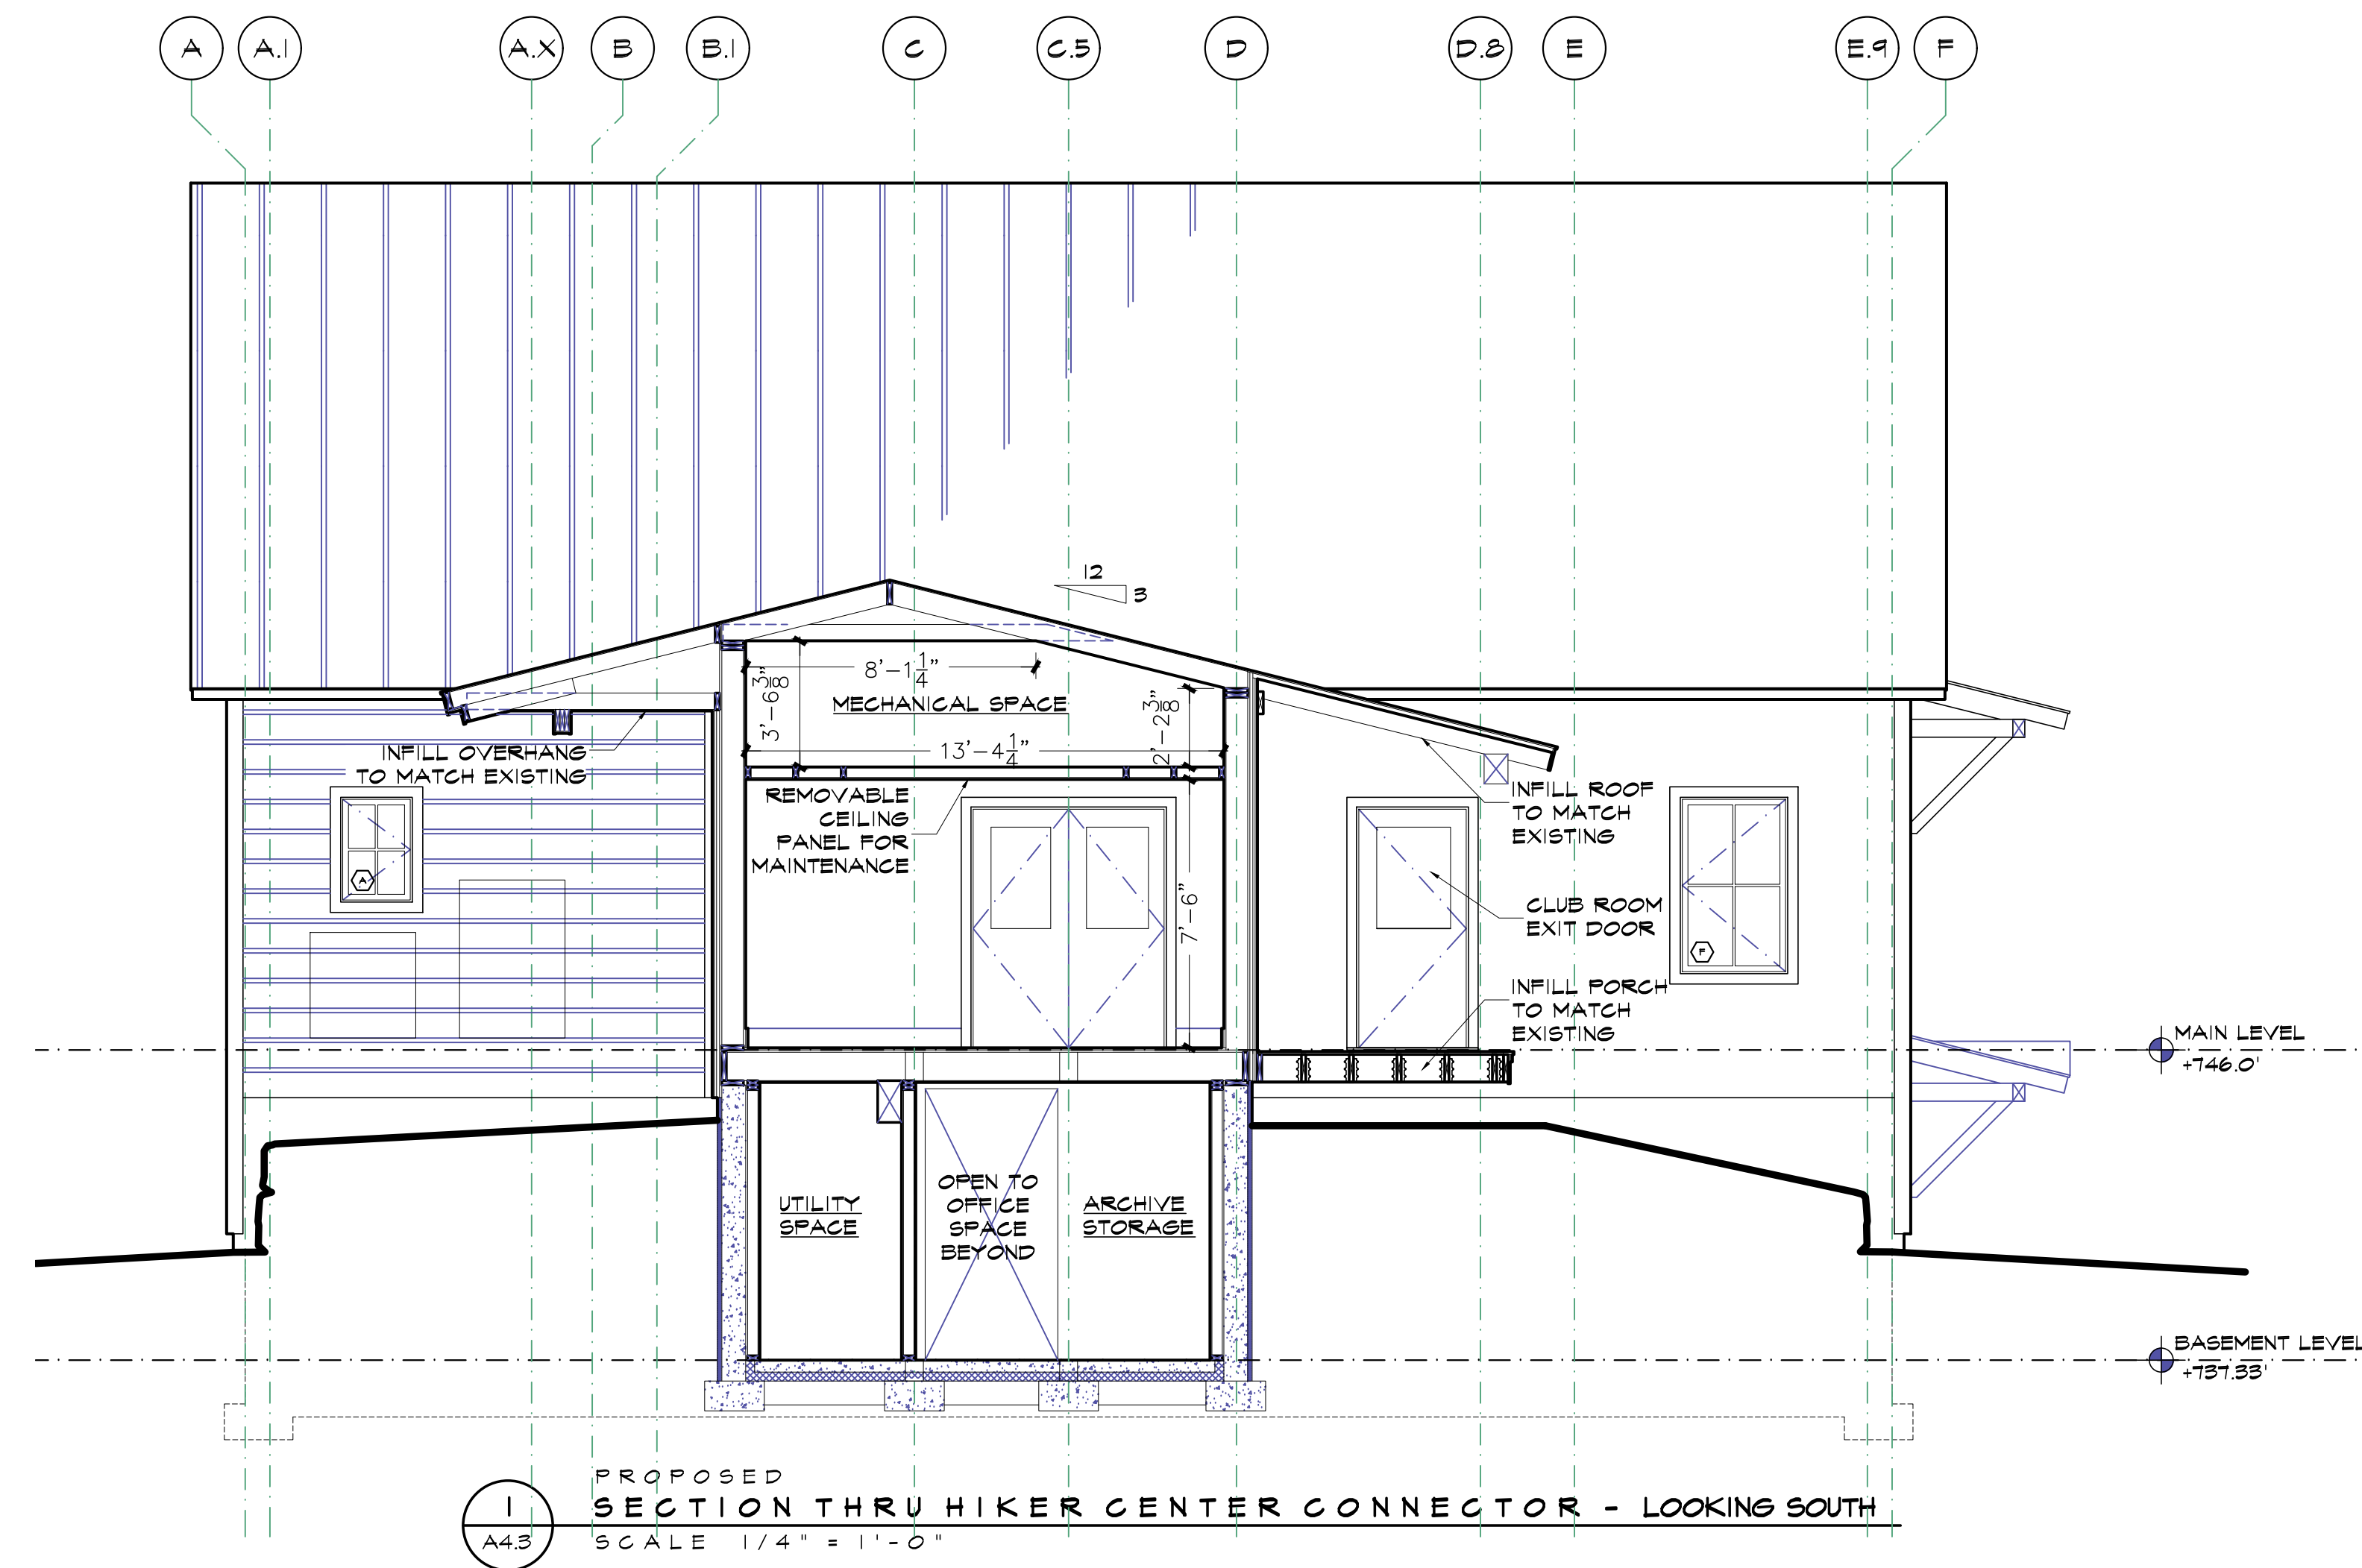 A A.1 A.X B B.1 C C.5 D D.8 E E.9 F
12
3
8'-1 1/4"
3'-6 3/8"
MECHANICAL SPACE
2'-2 3/8"
13'-4 1/4"
INFILL OVERHANG
TO MATCH EXISTING
REMOVABLE
CEILING
PANEL FOR
MAINTENANCE
INFILL ROOF
TO MATCH
EXISTING
A
7'-6"
CLUB ROOM
EXIT DOOR
F
INFILL PORCH
TO MATCH
EXISTING
MAIN LEVEL
+746.0'
UTILITY
SPACE
OPEN TO
OFFICE
SPACE
BEYOND
ARCHIVE
STORAGE
BASEMENT LEVEL
+737.33'
PROPOSED
1 SECTION THRU HIKER CENTER CONNECTOR - LOOKING SOUTH
A4.3 SCALE 1/4" = 1'-0"